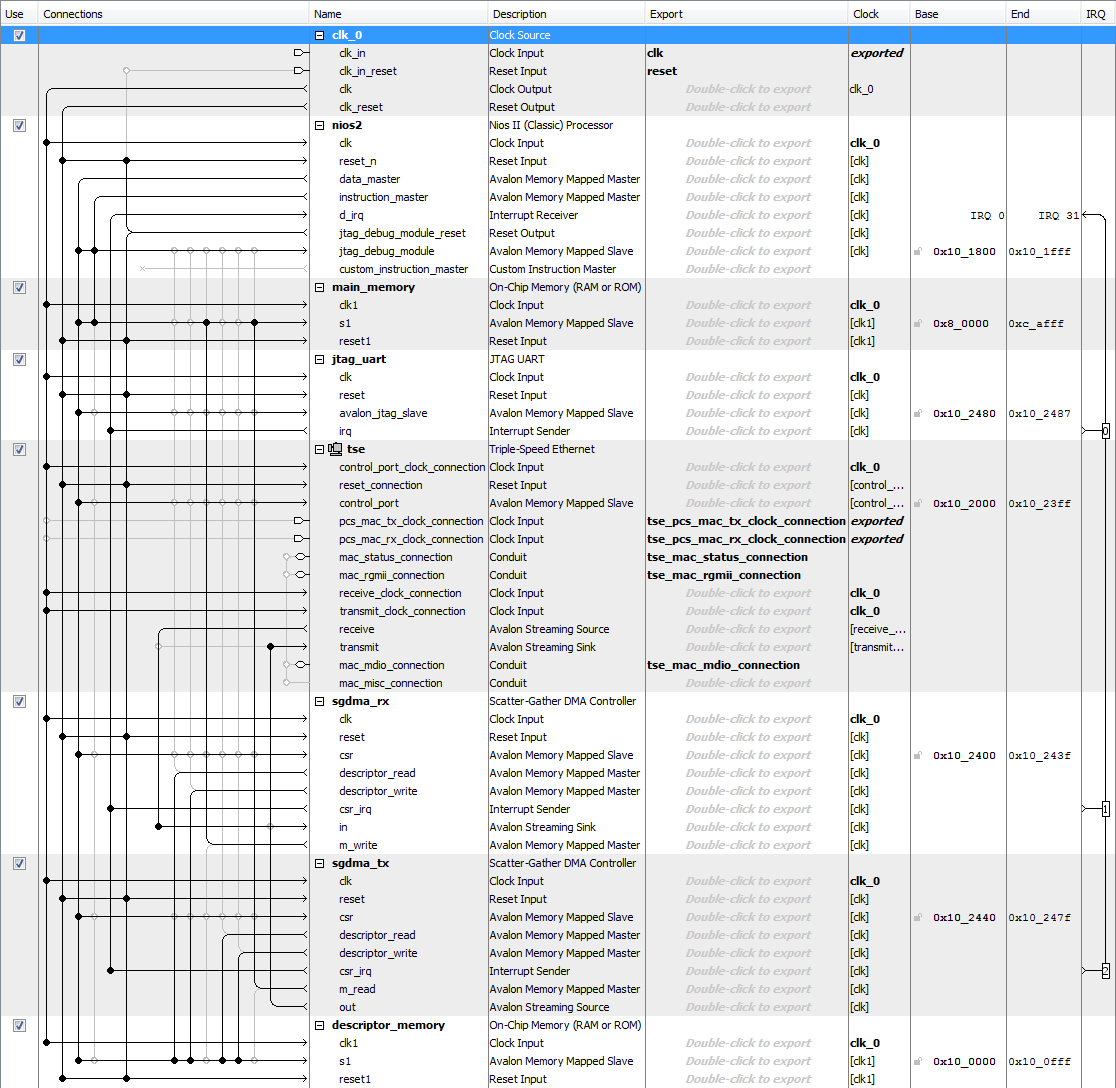 Use Connections Name Description Export Clock Base End IRQ
clk_0 Clock Source
clk_in Clock Input clk exported
clk_in_reset Reset Input reset
clk Clock Output Double-click to export clk_0
clk_reset Reset Output Double-click to export
nios2 Nios II (Classic) Processor
clk Clock Input Double-click to export clk_0
reset_n Reset Input Double-click to export [clk]
data_master Avalon Memory Mapped Master Double-click to export [clk]
instruction_master Avalon Memory Mapped Master Double-click to export [clk]
d_irq Interrupt Receiver Double-click to export [clk] IRQ 0 IRQ 31
jtag_debug_module_reset Reset Output Double-click to export [clk]
jtag_debug_module Avalon Memory Mapped Slave Double-click to export [clk] 0x10_1800 0x10_1fff
custom_instruction_master Custom Instruction Master Double-click to export
main_memory On-Chip Memory (RAM or ROM)
clk1 Clock Input Double-click to export clk_0
s1 Avalon Memory Mapped Slave Double-click to export [clk1] 0x8_0000 0xc_afff
reset1 Reset Input Double-click to export [clk1]
jtag_uart JTAG UART
clk Clock Input Double-click to export clk_0
reset Reset Input Double-click to export [clk]
avalon_jtag_slave Avalon Memory Mapped Slave Double-click to export [clk] 0x10_2480 0x10_2487
irq Interrupt Sender Double-click to export [clk] 0
tse Triple-Speed Ethernet
control_port_clock_connection Clock Input Double-click to export clk_0
reset_connection Reset Input Double-click to export [control_...
control_port Avalon Memory Mapped Slave Double-click to export [control_... 0x10_2000 0x10_23ff
pcs_mac_tx_clock_connection Clock Input tse_pcs_mac_tx_clock_connection exported
pcs_mac_rx_clock_connection Clock Input tse_pcs_mac_rx_clock_connection exported
mac_status_connection Conduit tse_mac_status_connection
mac_rgmii_connection Conduit tse_mac_rgmii_connection
receive_clock_connection Clock Input Double-click to export clk_0
transmit_clock_connection Clock Input Double-click to export clk_0
receive Avalon Streaming Source Double-click to export [receive_...
transmit Avalon Streaming Sink Double-click to export [transmit...
mac_mdio_connection Conduit tse_mac_mdio_connection
mac_misc_connection Conduit Double-click to export
sgdma_rx Scatter-Gather DMA Controller
clk Clock Input Double-click to export clk_0
reset Reset Input Double-click to export [clk]
csr Avalon Memory Mapped Slave Double-click to export [clk] 0x10_2400 0x10_243f
descriptor_read Avalon Memory Mapped Master Double-click to export [clk]
descriptor_write Avalon Memory Mapped Master Double-click to export [clk]
csr_irq Interrupt Sender Double-click to export [clk] 1
in Avalon Streaming Sink Double-click to export [clk]
m_write Avalon Memory Mapped Master Double-click to export [clk]
sgdma_tx Scatter-Gather DMA Controller
clk Clock Input Double-click to export clk_0
reset Reset Input Double-click to export [clk]
csr Avalon Memory Mapped Slave Double-click to export [clk] 0x10_2440 0x10_247f
descriptor_read Avalon Memory Mapped Master Double-click to export [clk]
descriptor_write Avalon Memory Mapped Master Double-click to export [clk]
csr_irq Interrupt Sender Double-click to export [clk] 2
m_read Avalon Memory Mapped Master Double-click to export [clk]
out Avalon Streaming Source Double-click to export [clk]
descriptor_memory On-Chip Memory (RAM or ROM)
clk1 Clock Input Double-click to export clk_0
s1 Avalon Memory Mapped Slave Double-click to export [clk1] 0x10_0000 0x10_0fff
reset1 Reset Input Double-click to export [clk1]